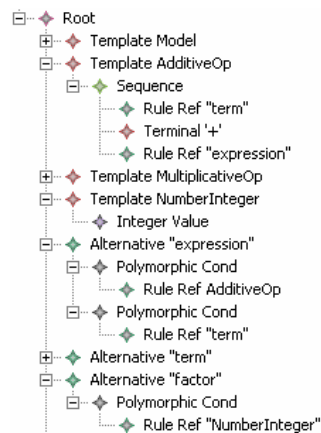 Root
Template Model
Template AdditiveOp
Sequence
Rule Ref "term"
Terminal '+'
Rule Ref "expression"
Template MultiplicativeOp
Template NumberInteger
Integer Value
Alternative "expression"
Polymorphic Cond
Rule Ref AdditiveOp
Polymorphic Cond
Rule Ref "term"
Alternative "term"
Alternative "factor"
Polymorphic Cond
Rule Ref "NumberInteger"